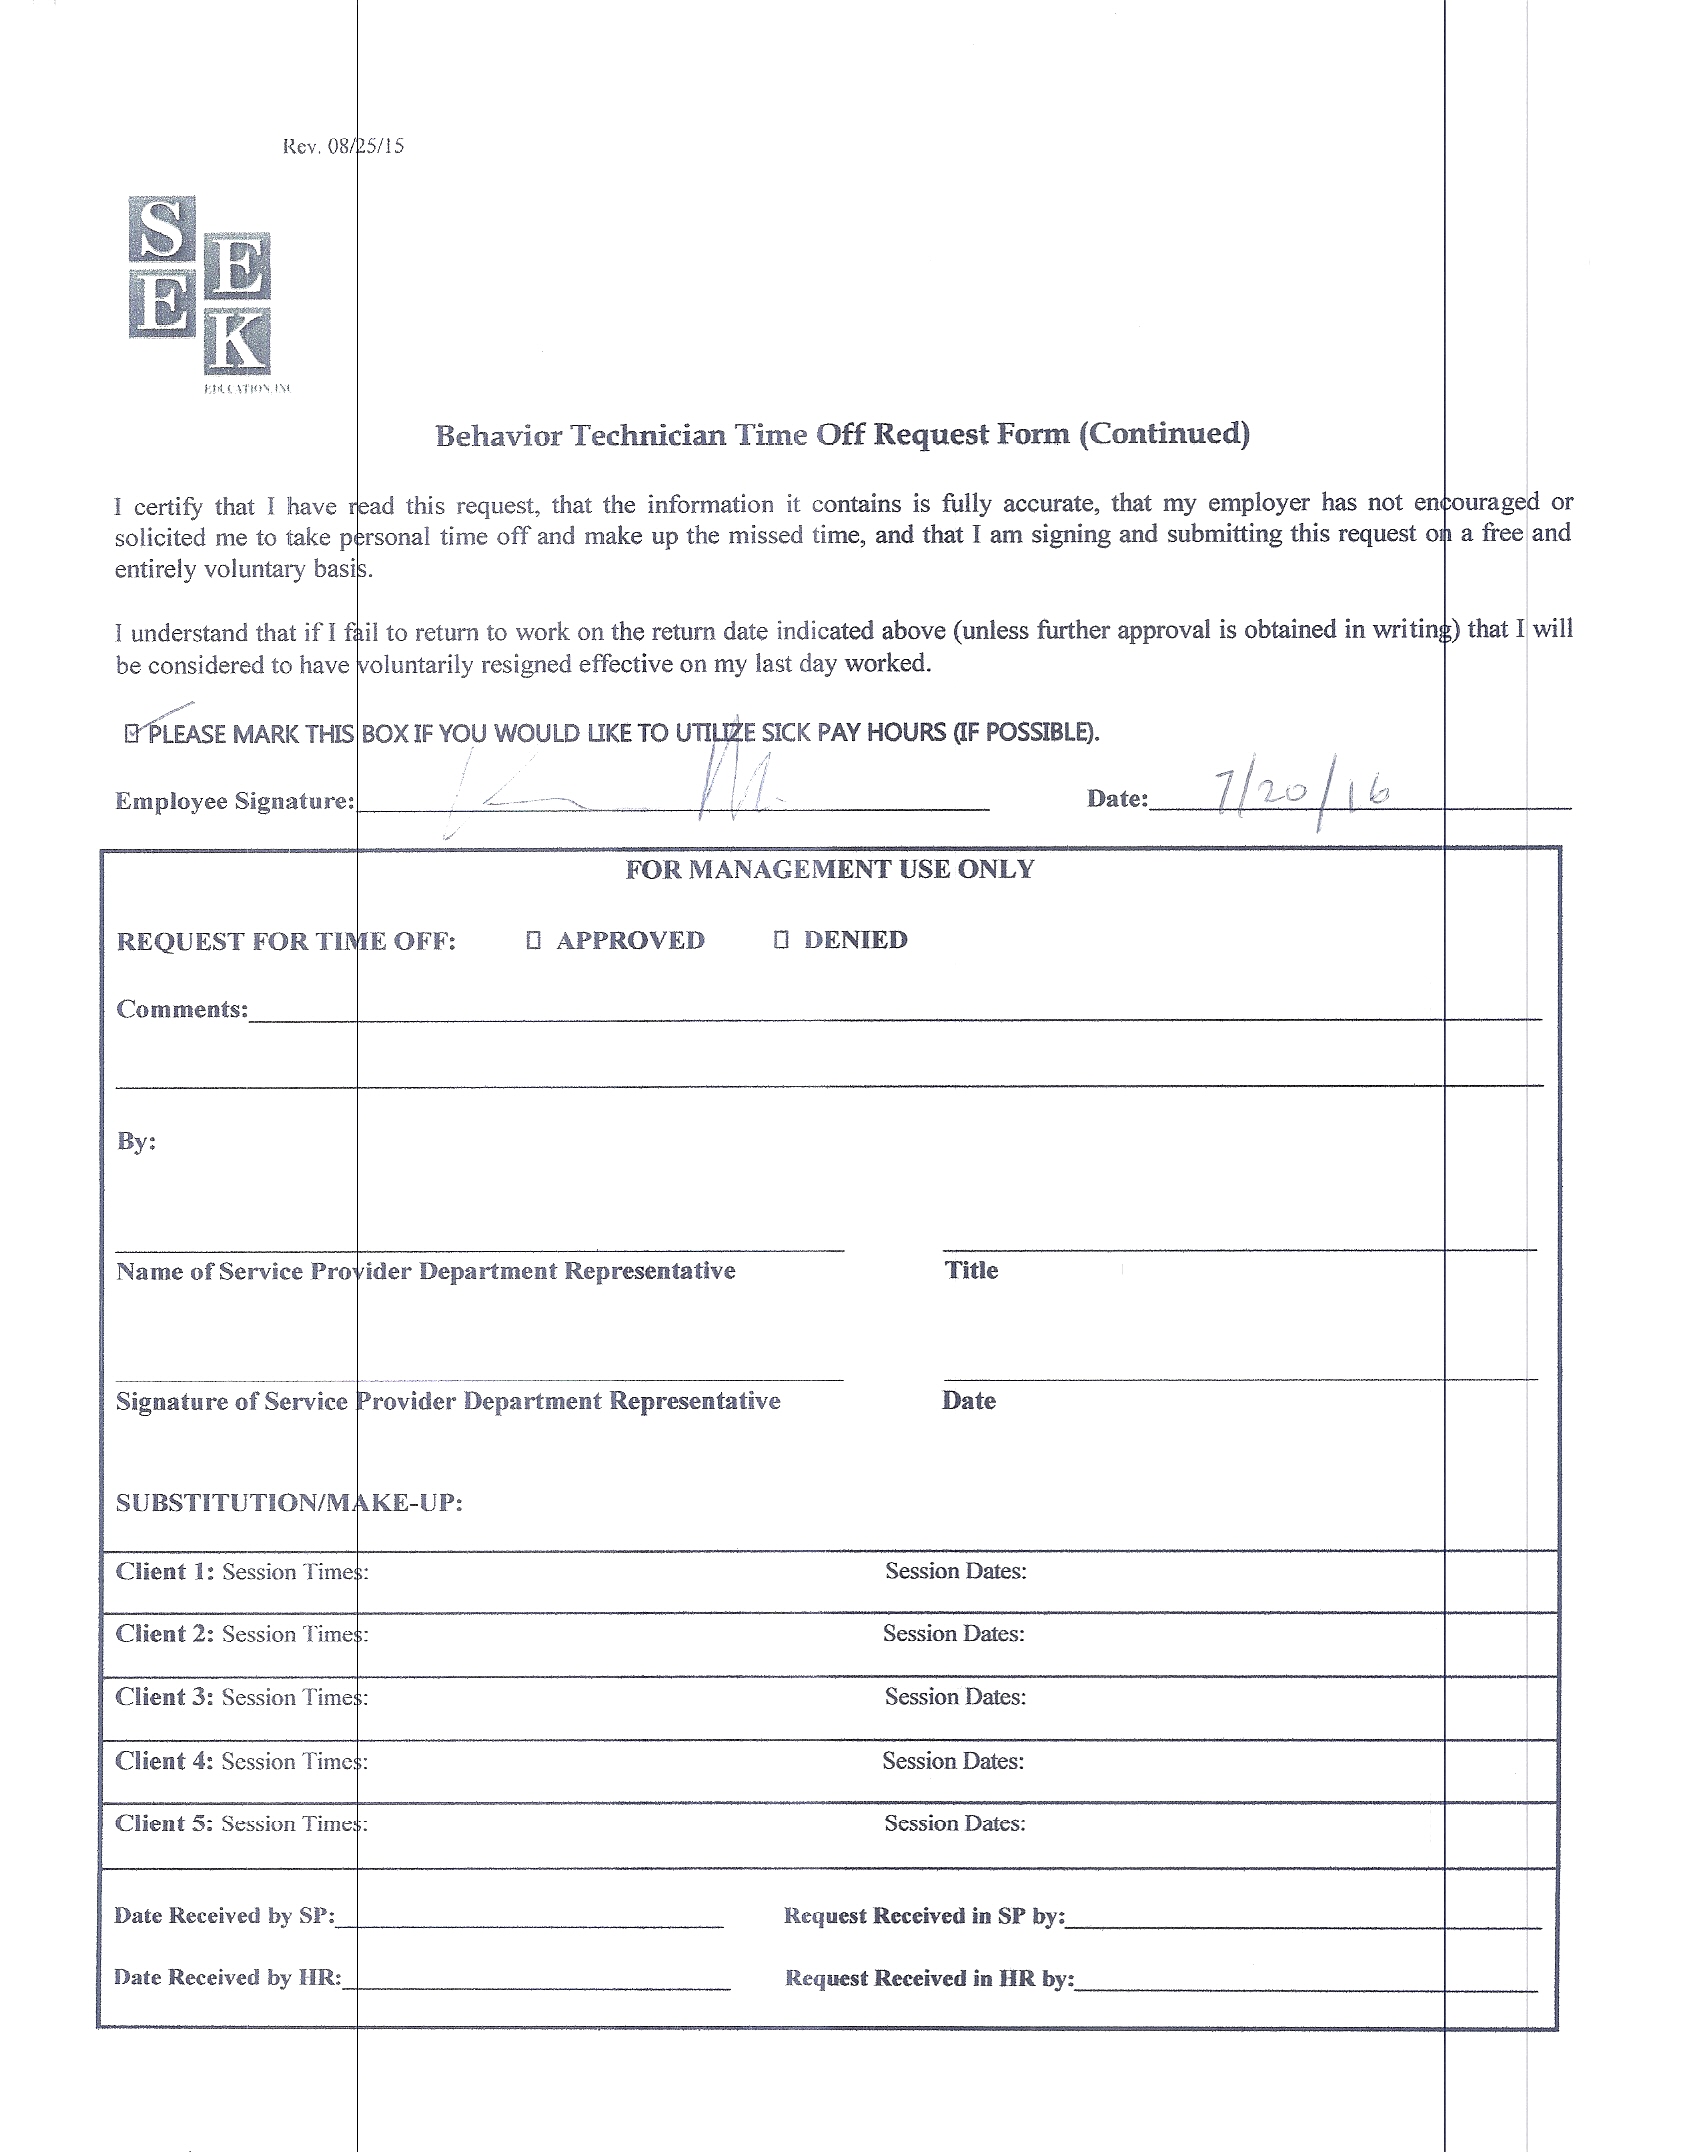 Rev. 08/25/15
S
E
E
K
EDUCATION, INC
Behavior Technician Time Off Request Form (Continued)
I certify that I have read this request, that the information it contains is fully accurate, that my employer has not encouraged or
solicited me to take personal time off and make up the missed time, and that I am signing and submitting this request on a free and
entirely voluntary basis.
I understand that if I fail to return to work on the return date indicated above (unless further approval is obtained in writing) that I will
be considered to have voluntarily resigned effective on my last day worked.
☑ PLEASE MARK THIS BOX IF YOU WOULD LIKE TO UTILIZE SICK PAY HOURS (IF POSSIBLE).
Employee Signature: Date: 7/20/16
FOR MANAGEMENT USE ONLY
REQUEST FOR TIME OFF: ☐ APPROVED ☐ DENIED
Comments:
By:
Name of Service Provider Department Representative Title
Signature of Service Provider Department Representative Date
SUBSTITUTION/MAKE-UP:
Client 1: Session Times: Session Dates:
Client 2: Session Times: Session Dates:
Client 3: Session Times: Session Dates:
Client 4: Session Times: Session Dates:
Client 5: Session Times: Session Dates:
Date Received by SP: Request Received in SP by:
Date Received by HR: Request Received in HR by: